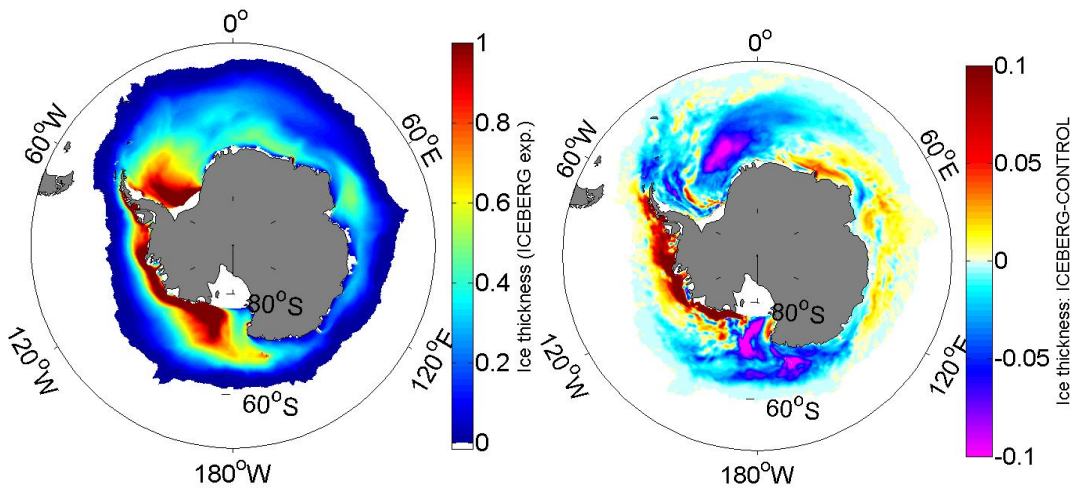 0°
60°W
60°E
120°W
120°E
180°W
80°S
60°S
1
0.8
0.6
0.4
0.2
0
Ice thickness (ICEBERG exp.)
0°
60°W
60°E
120°W
120°E
180°W
80°S
60°S
0.1
0.05
0
-0.05
-0.1
Ice thickness: ICEBERG-CONTROL